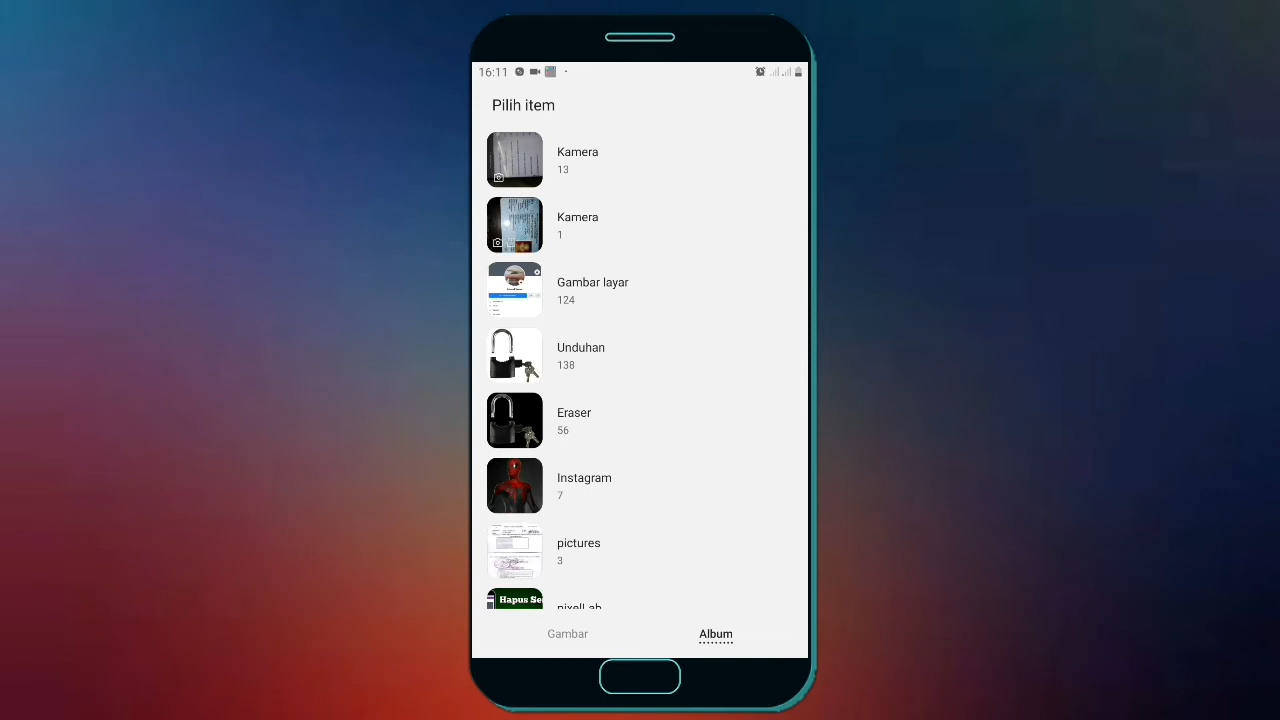 16:11
Pilih item
Kamera
13
Kamera
1
Gambar layar
124
Unduhan
138
Eraser
56
Instagram
7
pictures
3
Hapus Se
pixelLab
Gambar
Album